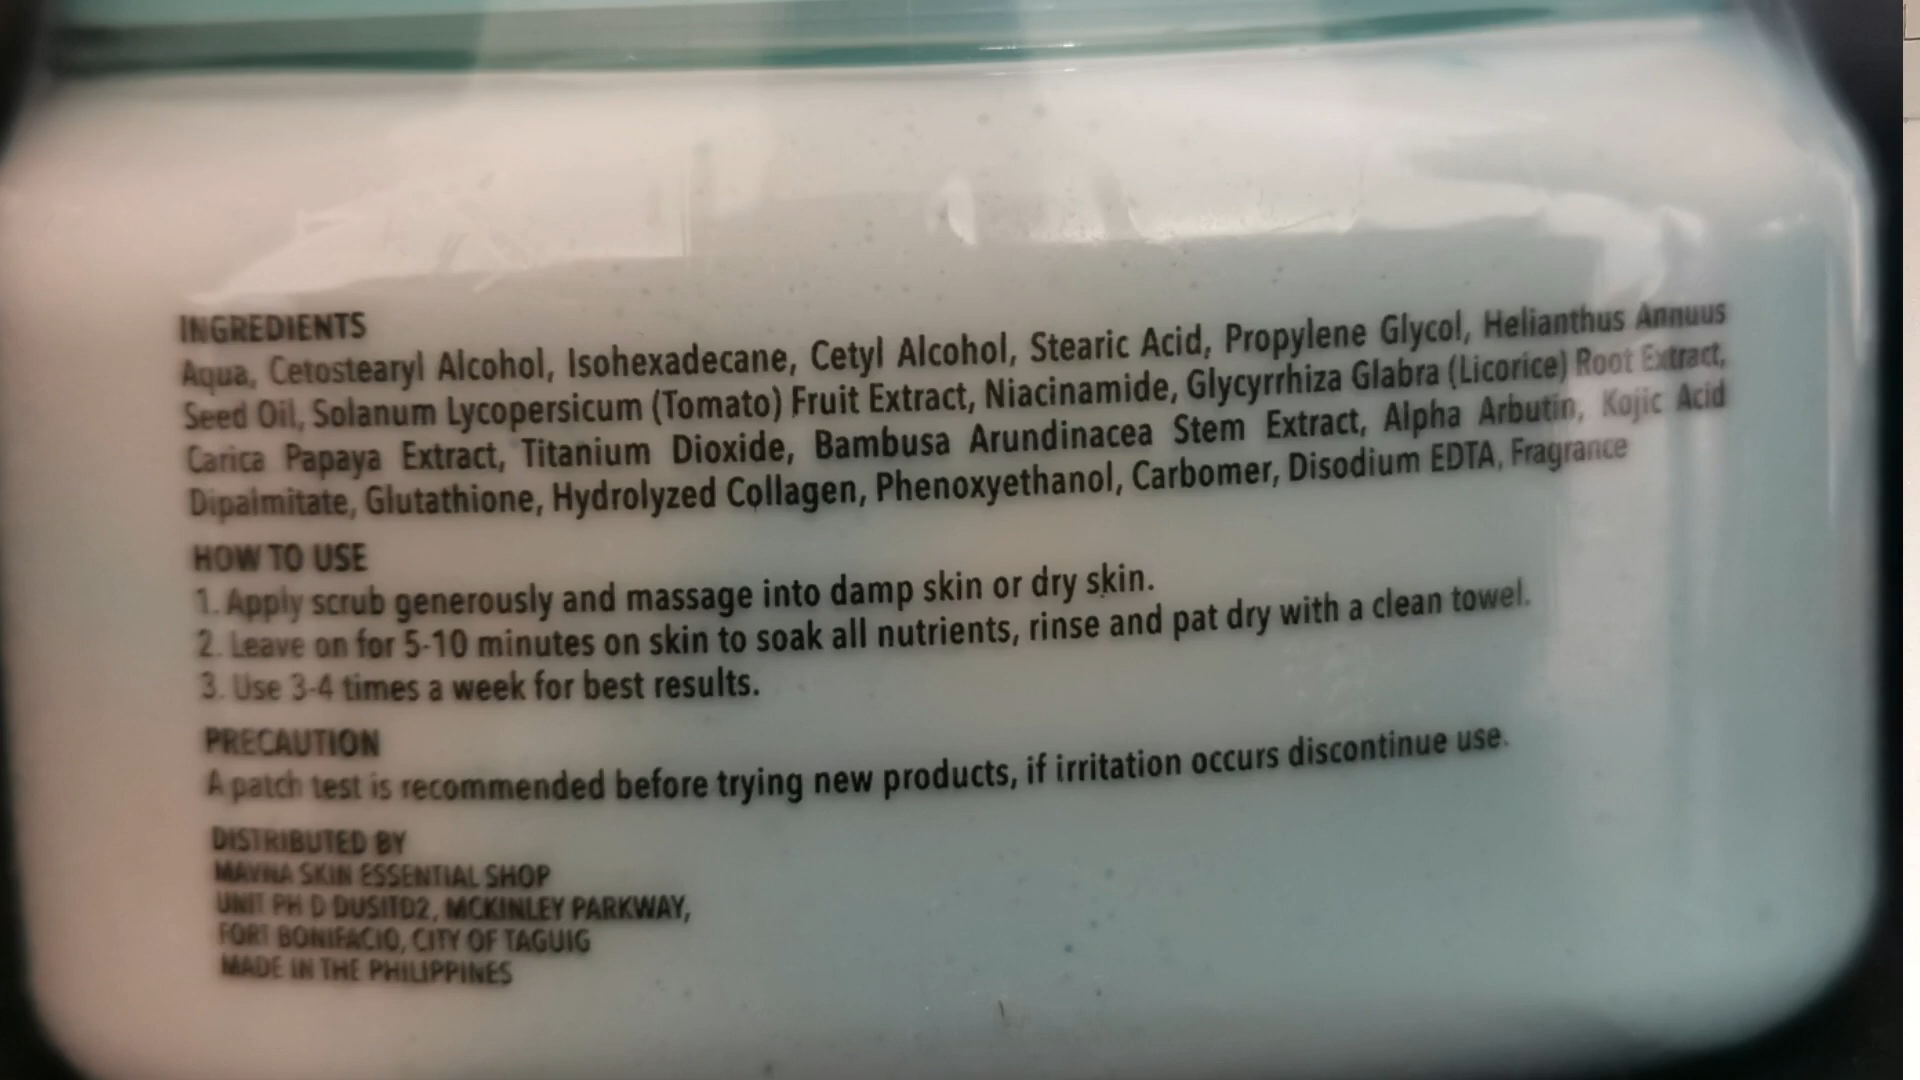 INGREDIENTS
Aqua, Cetostearyl Alcohol, Isohexadecane, Cetyl Alcohol, Stearic Acid, Propylene Glycol, Helianthus Annuus
Seed Oil, Solanum Lycopersicum (Tomato) Fruit Extract, Niacinamide, Glycyrrhiza Glabra (Licorice) Root Extract,
Carica Papaya Extract, Titanium Dioxide, Bambusa Arundinacea Stem Extract, Alpha Arbutin, Kojic Acid
Dipalmitate, Glutathione, Hydrolyzed Collagen, Phenoxyethanol, Carbomer, Disodium EDTA, Fragrance
HOW TO USE
1. Apply scrub generously and massage into damp skin or dry skin.
2. Leave on for 5-10 minutes on skin to soak all nutrients, rinse and pat dry with a clean towel.
3. Use 3-4 times a week for best results.
PRECAUTION
A patch test is recommended before trying new products, if irritation occurs discontinue use.
DISTRIBUTED BY
SKIN ESSENTIAL SHOP
UNIT PH D DUSITD2, MCKINLEY PARKWAY,
FORT BONIFACIO, CITY OF TAGUIG
MADE IN THE PHILIPPINES